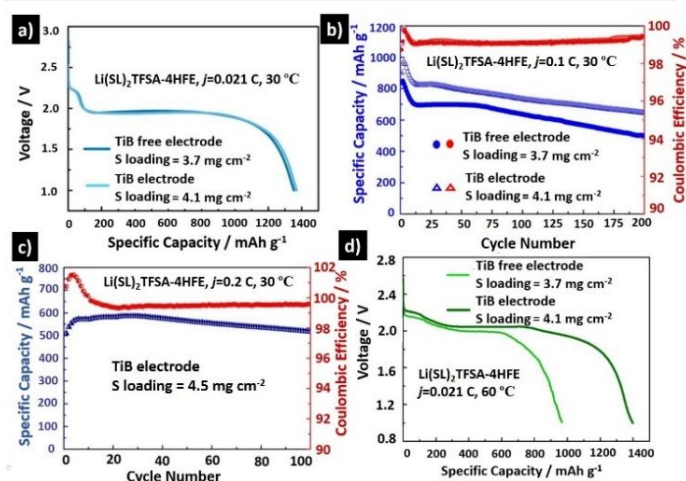 a)
3.0
2.5
2.0
1.5
1.0
Voltage / V
Li(SL)₂TFSA-4HFE, j=0.021 C, 30 °C
TiB free electrode
S loading = 3.7 mg cm⁻²
TiB electrode
S loading = 4.1 mg cm⁻²
0 200 400 600 800 1000 1200 1400
Specific Capacity / mAh g⁻¹
b)
1200
1000
800
600
400
200
0
Specific Capacity / mAh g⁻¹
Li(SL)₂TFSA-4HFE, j=0.1 C, 30 °C
TiB free electrode
S loading = 3.7 mg cm⁻²
TiB electrode
S loading = 4.1 mg cm⁻²
100
98
96
94
92
90
Coulombic Efficiency / %
0 25 50 75 100 125 150 175 200
Cycle Number
c)
800
700
600
500
400
300
200
100
0
Specific Capacity / mAh g⁻¹
Li(SL)₂TFSA-4HFE, j=0.2 C, 30 °C
TiB electrode
S loading = 4.5 mg cm⁻²
102
100
98
96
94
92
90
Coulombic Efficiency / %
0 20 40 60 80 100
Cycle Number
d)
2.8
2.4
2.0
1.6
1.2
0.8
Voltage / V
TiB free electrode
S loading = 3.7 mg cm⁻²
TiB electrode
S loading = 4.1 mg cm⁻²
Li(SL)₂TFSA-4HFE
j=0.021 C, 60 °C
0 200 400 600 800 1000 1200 1400
Specific Capacity / mAh g⁻¹